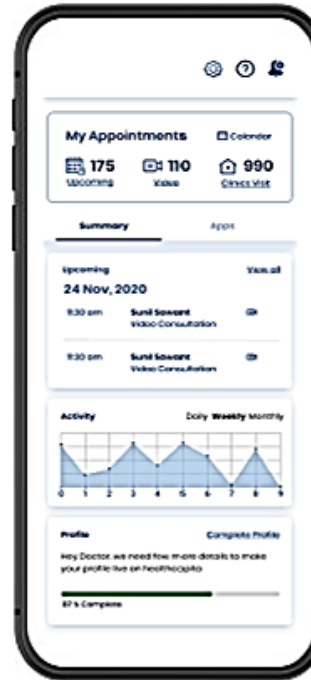 My Appointments Calendar
175 110 990
Upcoming Video Clinics Visit
Summary Apps
Upcoming View all
24 Nov, 2020
11:30 am Sunil Sawant
Video Consultation
11:30 am Sunil Sawant
Video Consultation
Activity Daily Weekly Monthly
0 1 2 3 4 5 6 7 8 9
Profile Complete Profile
Hey Doctor, we need few more details to make
your profile live on healthcapita
67% Complete